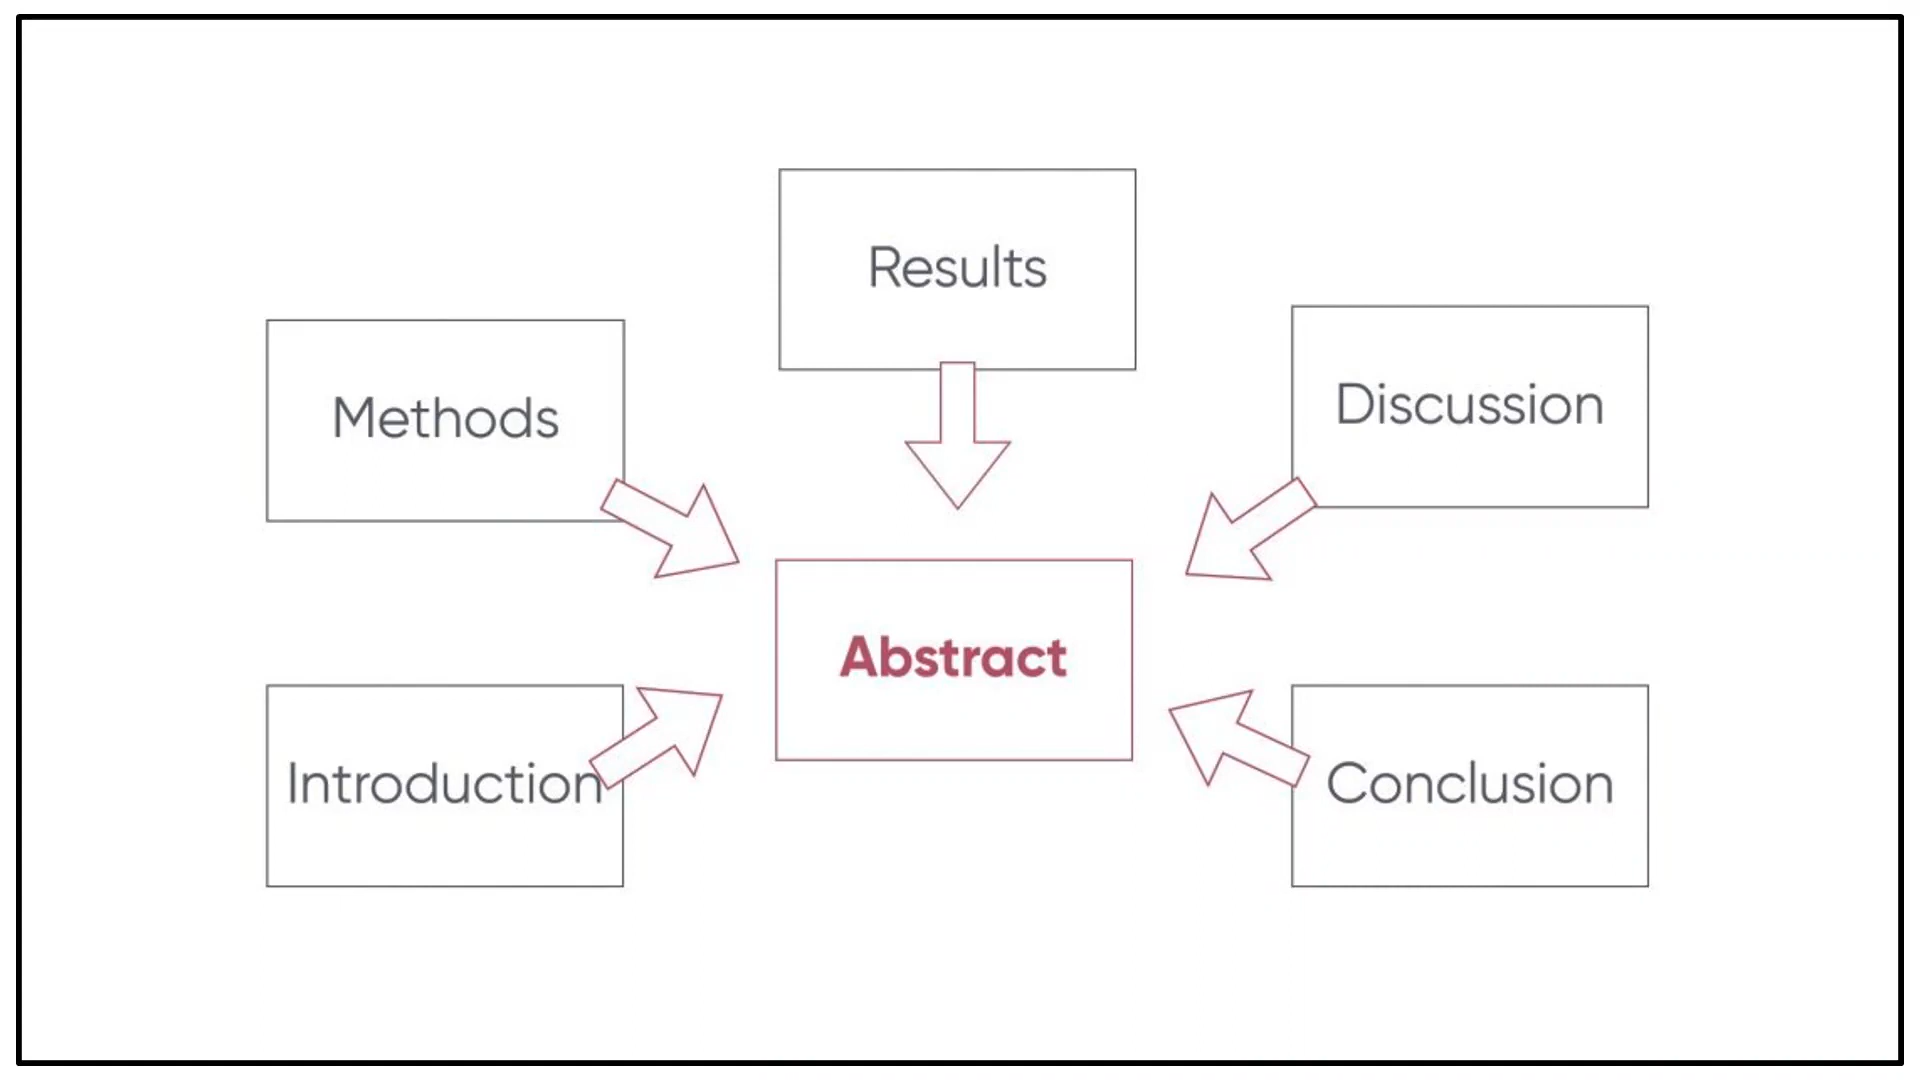 Results
Methods
Discussion
Abstract
Introduction
Conclusion